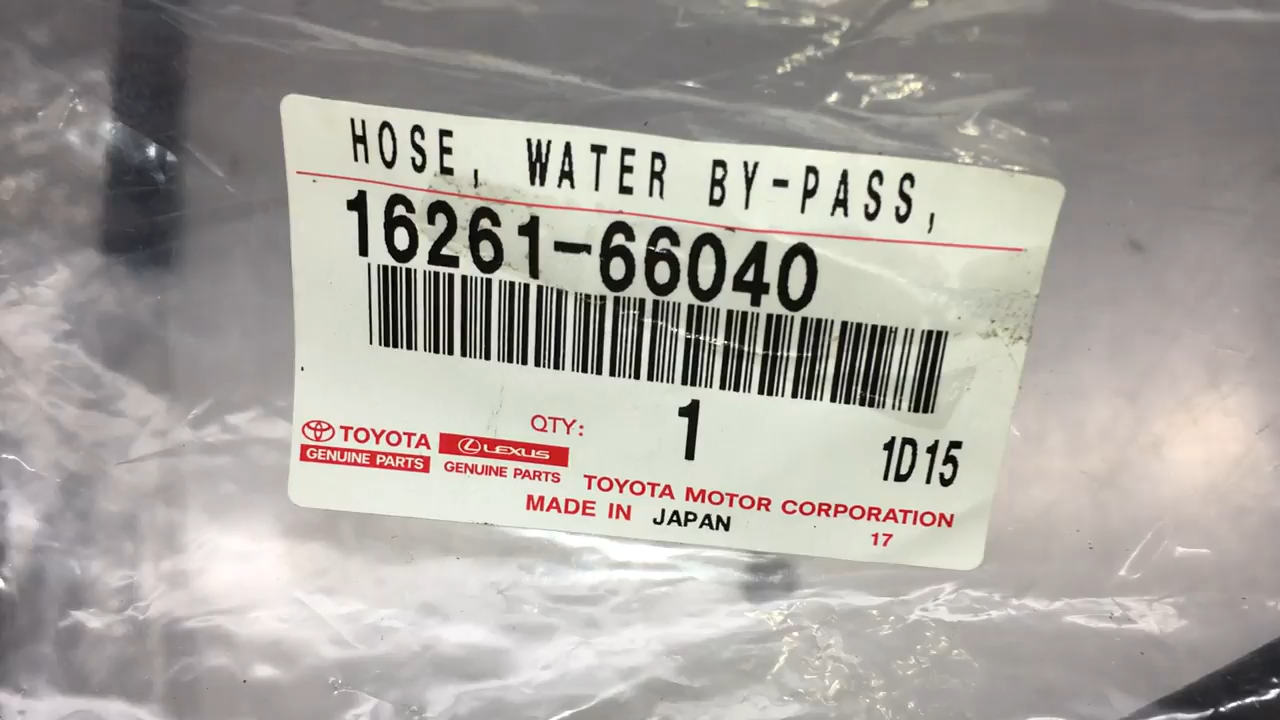 HOSE, WATER BY-PASS,
16261-66040
QTY: 1
1D15
TOYOTA
GENUINE PARTS
LEXUS
GENUINE PARTS
TOYOTA MOTOR CORPORATION
MADE IN JAPAN
17